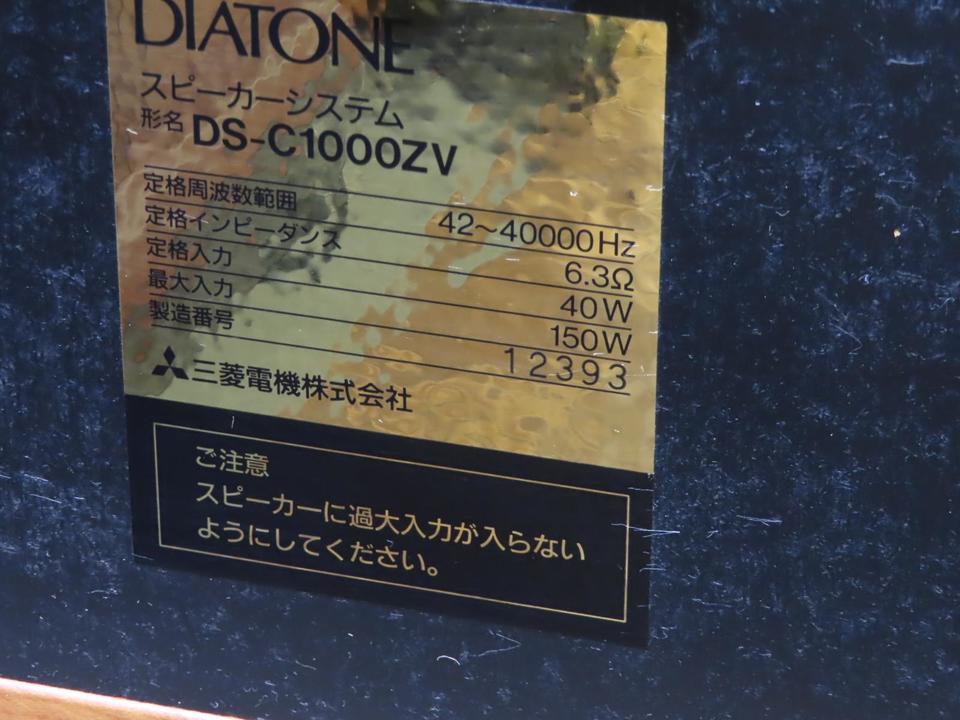 DIATONE
スピーカーシステム
形名 DS-C1000ZV
定格周波数範囲 42～40000Hz
定格インピーダンス 6.3Ω
定格入力 40W
最大入力 150W
製造番号 12393
三菱電機株式会社
ご注意
スピーカーに過大入力が入らない
ようにしてください。